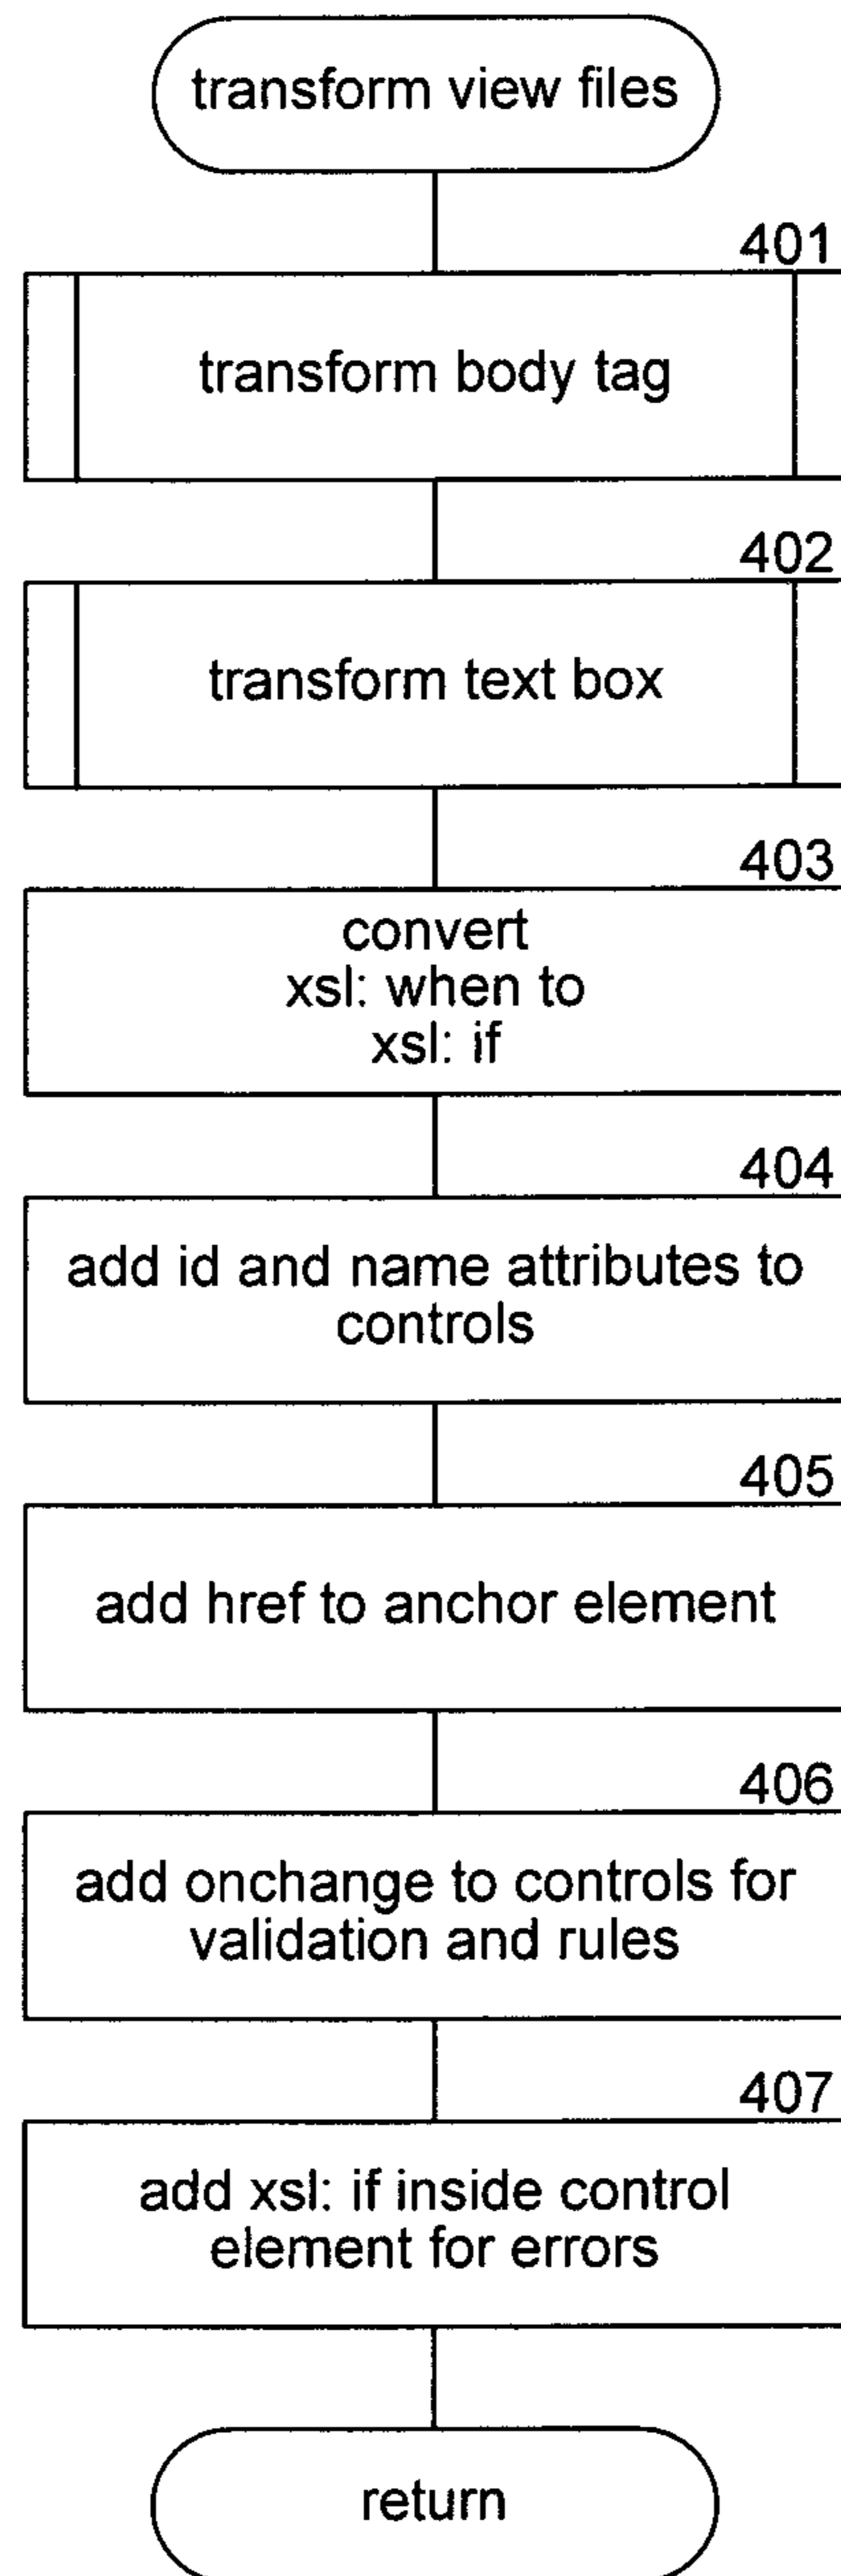 transform view files
401
transform body tag
402
transform text box
403
convert
xsl: when to
xsl: if
404
add id and name attributes to
controls
405
add href to anchor element
406
add onchange to controls for
validation and rules
407
add xsl: if inside control
element for errors
return